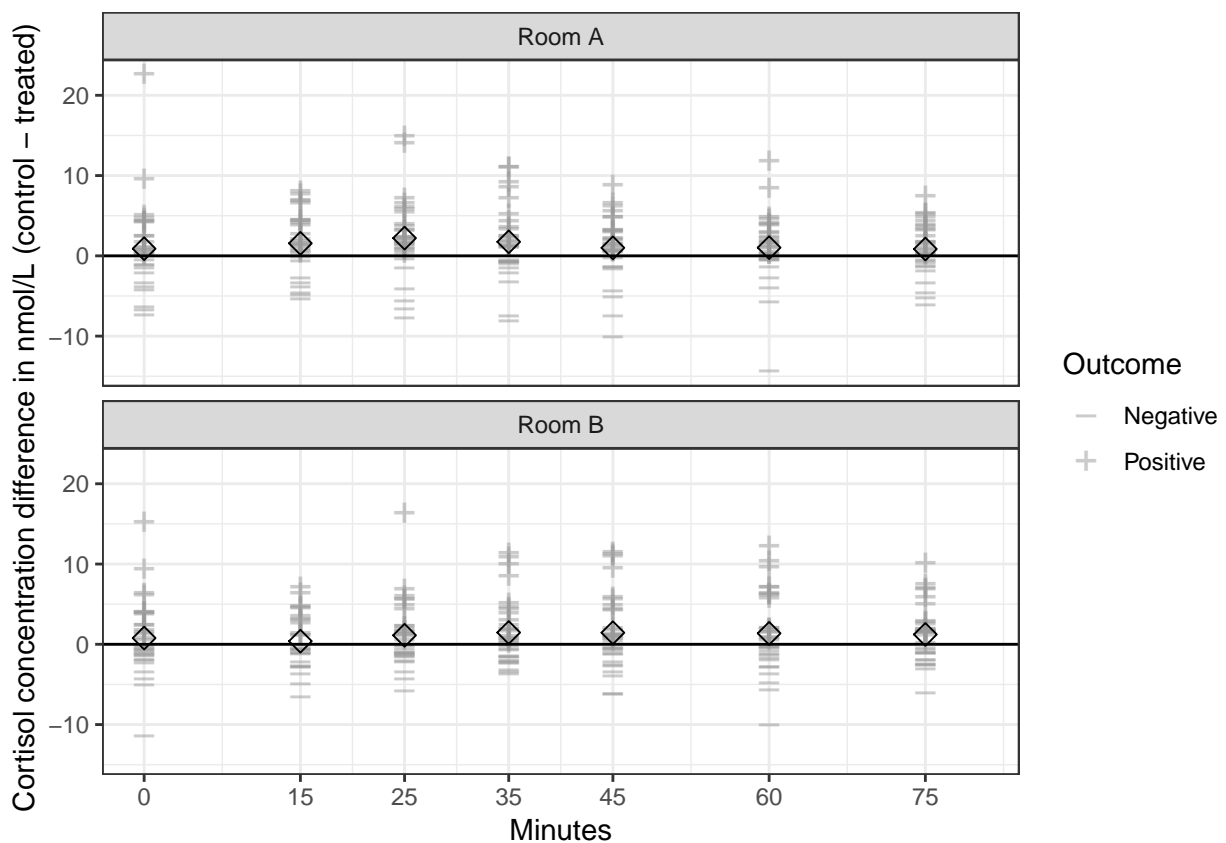 Cortisol concentration difference in nmol/L (control − treated)
Room A
20
10
0
−10
Room B
20
10
0
−10
0 15 25 35 45 60 75
Minutes
Outcome
Negative
Positive